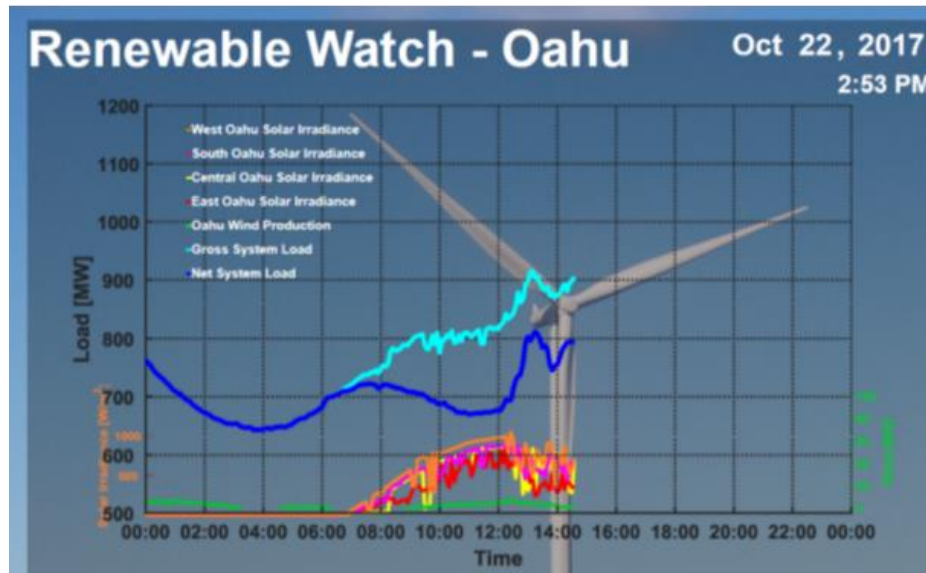 Renewable Watch - Oahu
Oct 22, 2017
2:53 PM
1200
1100
1000
900
800
700
600
500
Load [MW]
West Oahu Solar Irradiance
South Oahu Solar Irradiance
Central Oahu Solar Irradiance
East Oahu Solar Irradiance
Oahu Wind Production
Gross System Load
Net System Load
1000
00:00 02:00 04:00 06:00 08:00 10:00 12:00 14:00 16:00 18:00 20:00 22:00 00:00
Time